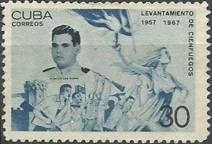 CUBA
CORREOS
LEVANTAMIENTO
DE CIENFUEGOS
1957 1967
30